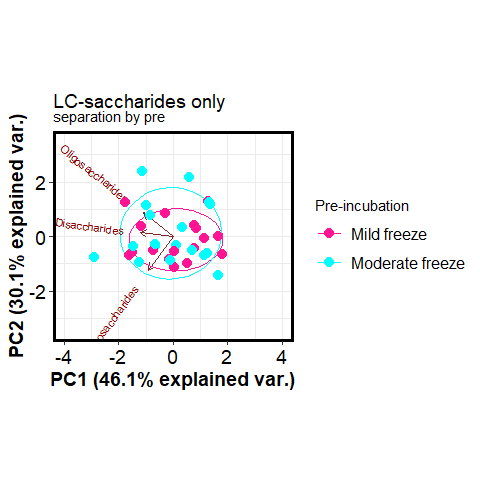 LC-saccharides only
separation by pre
Oligosaccharides
Disaccharides
osaccharides
PC2 (30.1% explained var.)
2
0
-2
-4 -2 0 2 4
PC1 (46.1% explained var.)
Pre-incubation
Mild freeze
Moderate freeze